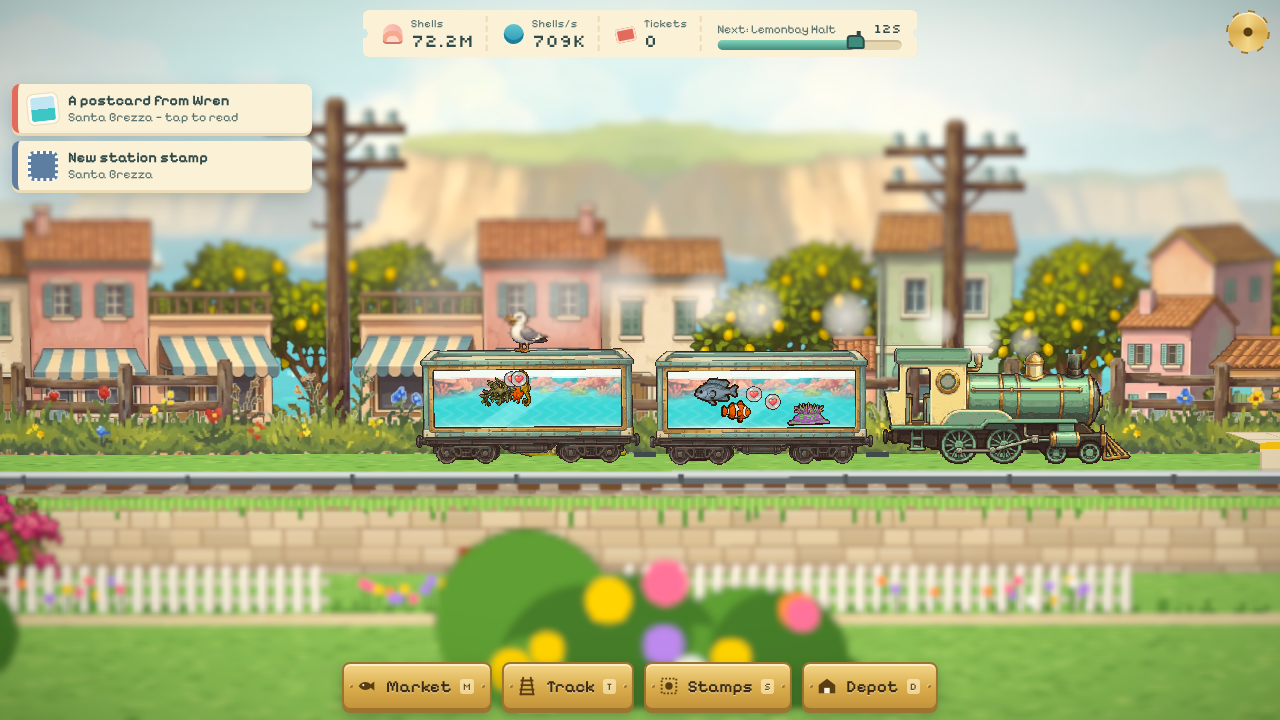 Shells
72.2M
Shells/s
709K
Tickets
0
Next: Lemonbay Halt
12s
A postcard from Wren
Santa Brezza - tap to read
New station stamp
Santa Brezza
Market M
Track T
Stamps S
Depot D